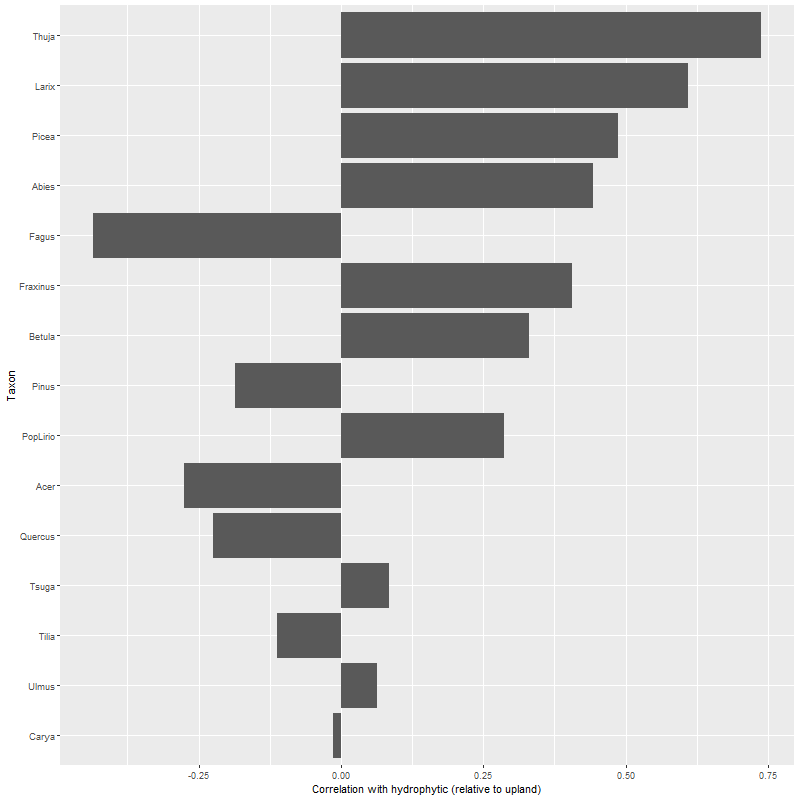 Thuja
Larix
Picea
Abies
Fagus
Fraxinus
Betula
Pinus
PopLirio
Acer
Quercus
Tsuga
Tilia
Ulmus
Carya
Taxon
-0.25 0.00 0.25 0.50 0.75
Correlation with hydrophytic (relative to upland)